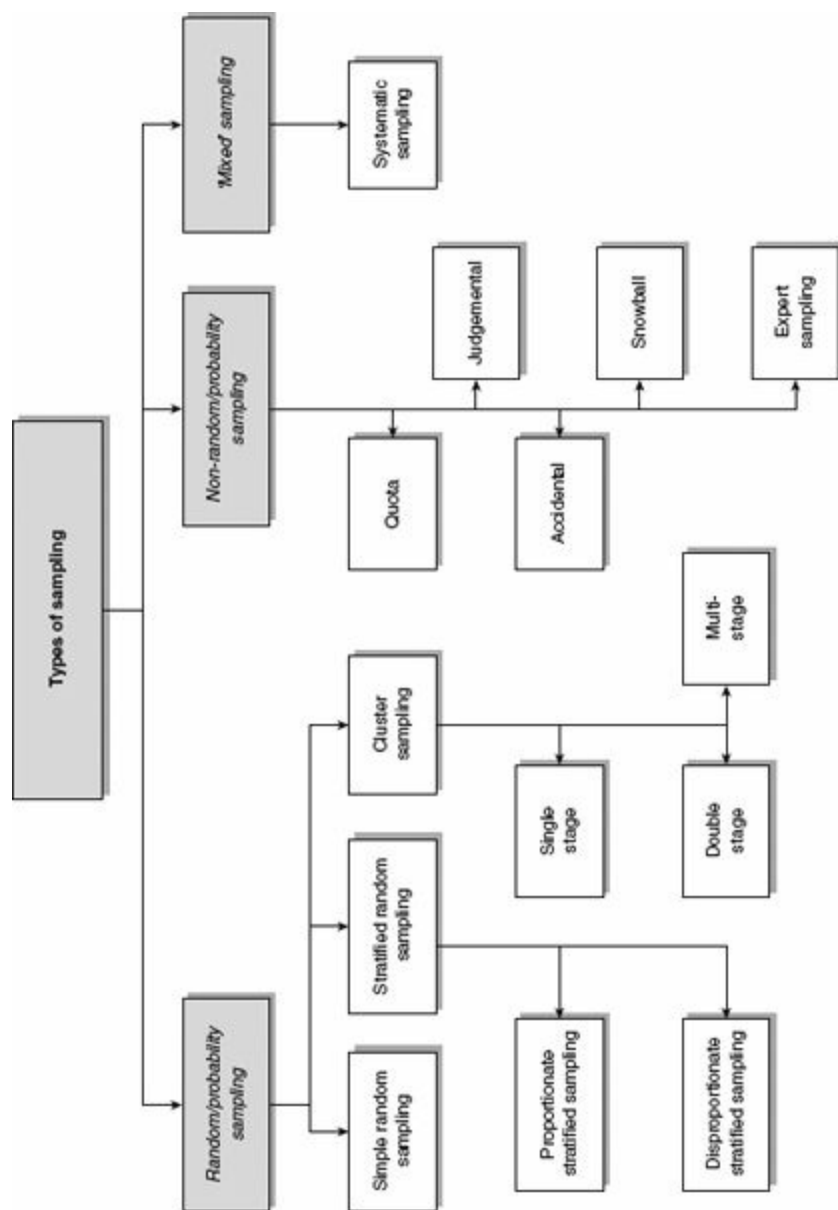 Types of sampling
Random/probability
sampling
Non-random/probability
sampling
'Mixed' sampling
Simple random
sampling
Stratified random
sampling
Cluster
sampling
Systematic
sampling
Quota
Judgemental
Accidental
Snowball
Expert
sampling
Proportionate
stratified sampling
Disproportionate
stratified sampling
Single
stage
Double
stage
Multi-
stage